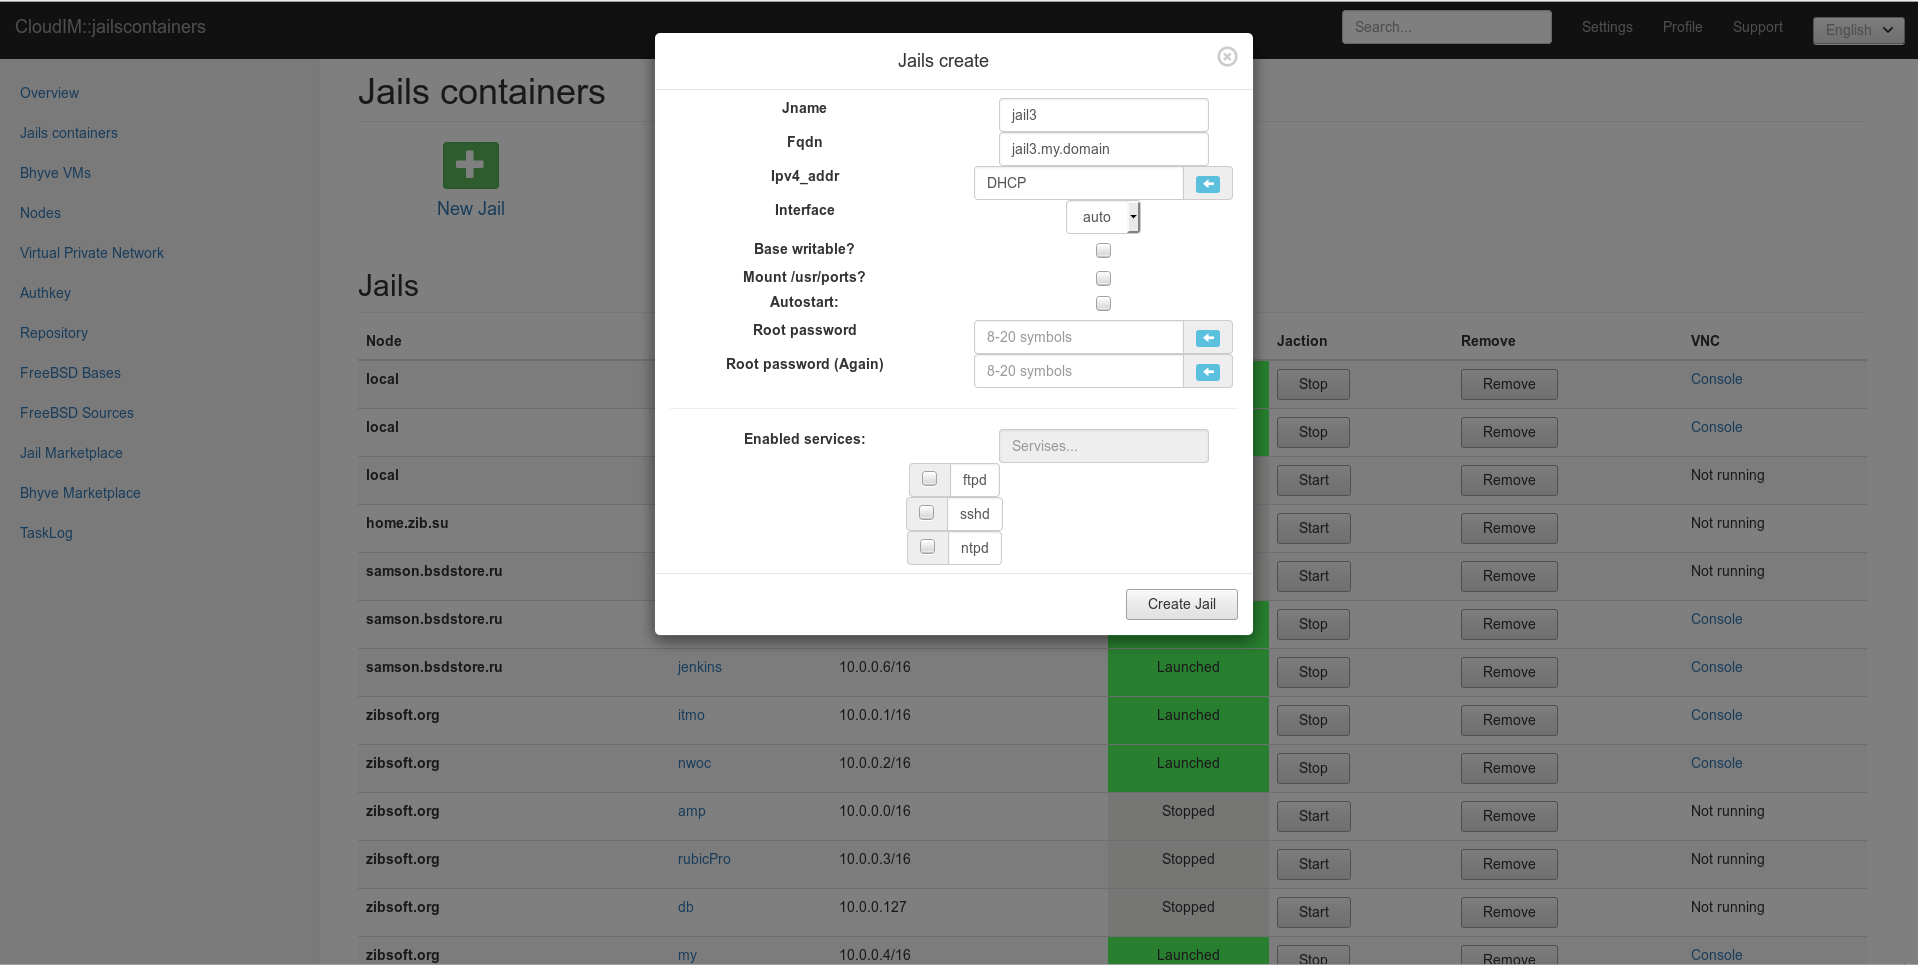 CloudIM::jailscontainers
Search...
Settings
Profile
Support
English
Overview
Jails containers
Bhyve VMs
Nodes
Virtual Private Network
Authkey
Repository
FreeBSD Bases
FreeBSD Sources
Jail Marketplace
Bhyve Marketplace
TaskLog
Jails containers
New Jail
Jails
Jails create
Jname jail3
Fqdn jail3.my.domain
Ipv4_addr DHCP
Interface auto
Base writable?
Mount /usr/ports?
Autostart:
Root password 8-20 symbols
Root password (Again) 8-20 symbols
Enabled services: Servises...
ftpd
sshd
ntpd
Create Jail
Node Jaction Remove VNC
local Stop Remove Console
local Stop Remove Console
local Start Remove Not running
home.zib.su Start Remove Not running
samson.bsdstore.ru Start Remove Not running
samson.bsdstore.ru Stop Remove Console
samson.bsdstore.ru jenkins 10.0.0.6/16 Launched Stop Remove Console
zibsoft.org itmo 10.0.0.1/16 Launched Stop Remove Console
zibsoft.org nwoc 10.0.0.2/16 Launched Stop Remove Console
zibsoft.org amp 10.0.0.0/16 Stopped Start Remove Not running
zibsoft.org rubicPro 10.0.0.3/16 Stopped Start Remove Not running
zibsoft.org db 10.0.0.127 Stopped Start Remove Not running
zibsoft.org my 10.0.0.4/16 Launched Stop Remove Console